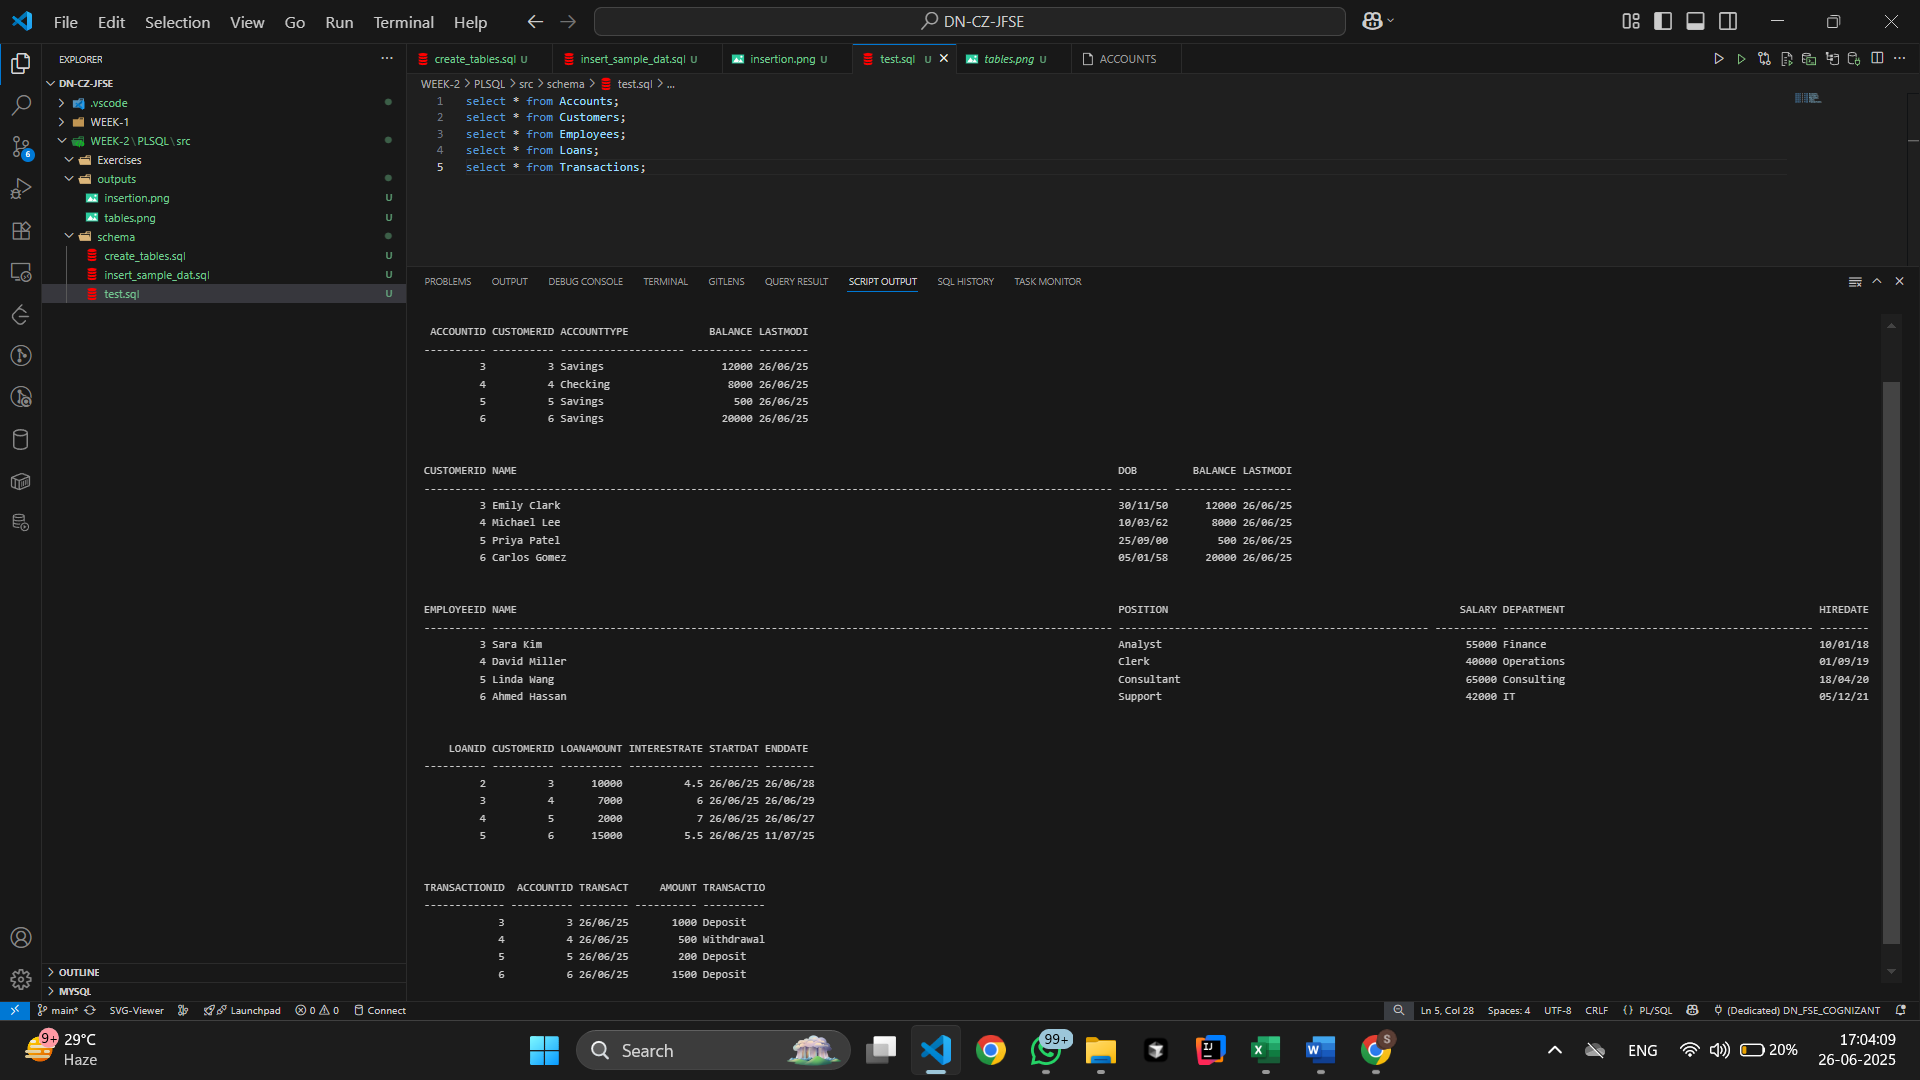 File Edit Selection View Go Run Terminal Help DN-CZ-JFSE
EXPLORER
DN-CZ-JFSE
.vscode
WEEK-1
WEEK-2 \ PLSQL \ src
Exercises
outputs
insertion.png U
tables.png U
schema
create_tables.sql U
insert_sample_dat.sql U
test.sql U
OUTLINE
MYSQL
6
create_tables.sql U insert_sample_dat.sql U insertion.png U test.sql U tables.png U ACCOUNTS
WEEK-2 > PLSQL > src > schema > test.sql > ...
1 select * from Accounts;
2 select * from Customers;
3 select * from Employees;
4 select * from Loans;
5 select * from Transactions;
PROBLEMS OUTPUT DEBUG CONSOLE TERMINAL GITLENS QUERY RESULT SCRIPT OUTPUT SQL HISTORY TASK MONITOR
ACCOUNTID CUSTOMERID ACCOUNTTYPE BALANCE LASTMODI
---------- ---------- -------------------- ---------- --------
3 3 Savings 12000 26/06/25
4 4 Checking 8000 26/06/25
5 5 Savings 500 26/06/25
6 6 Savings 20000 26/06/25
CUSTOMERID NAME DOB BALANCE LASTMODI
---------- ---------------------------------------------------------------------------------------------------- -------- ---------- --------
3 Emily Clark 30/11/50 12000 26/06/25
4 Michael Lee 10/03/62 8000 26/06/25
5 Priya Patel 25/09/00 500 26/06/25
6 Carlos Gomez 05/01/58 20000 26/06/25
EMPLOYEEID NAME POSITION SALARY DEPARTMENT HIREDATE
---------- ---------------------------------------------------------------------------------------------------- -------------------------------------------------- ---------- -------------------------------------------------- --------
3 Sara Kim Analyst 55000 Finance 10/01/18
4 David Miller Clerk 40000 Operations 01/09/19
5 Linda Wang Consultant 65000 Consulting 18/04/20
6 Ahmed Hassan Support 42000 IT 05/12/21
LOANID CUSTOMERID LOANAMOUNT INTERESTRATE STARTDAT ENDDATE
---------- ---------- ---------- ------------ -------- --------
2 3 10000 4.5 26/06/25 26/06/28
3 4 7000 6 26/06/25 26/06/29
4 5 2000 7 26/06/25 26/06/27
5 6 15000 5.5 26/06/25 11/07/25
TRANSACTIONID ACCOUNTID TRANSACT AMOUNT TRANSACTIO
------------- ---------- -------- ---------- ----------
3 3 26/06/25 1000 Deposit
4 4 26/06/25 500 Withdrawal
5 5 26/06/25 200 Deposit
6 6 26/06/25 1500 Deposit
main* SVG-Viewer Launchpad 0 0 Connect Ln 5, Col 28 Spaces: 4 UTF-8 CRLF {} PL/SQL (Dedicated) DN_FSE_COGNIZANT
9+ 29°C
Haze
Search
99+
IJ
X
W
S
ENG
20%
17:04:09
26-06-2025